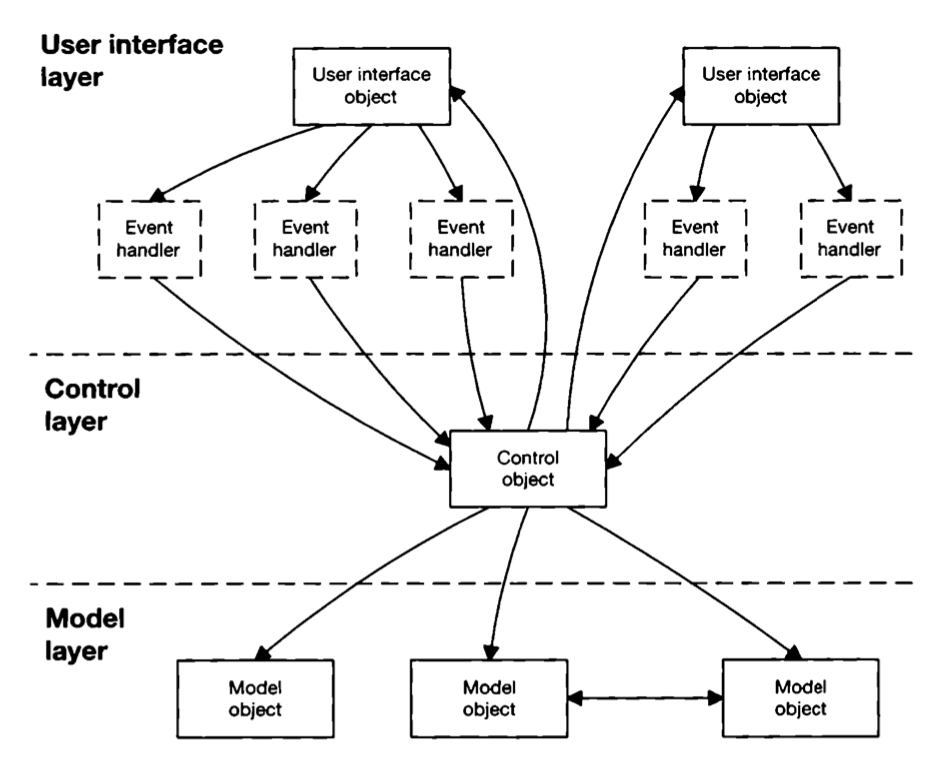 User interface
layer
User interface
object
User interface
object
Event
handler
Event
handler
Event
handler
Event
handler
Event
handler
Control
layer
Control
object
Model
layer
Model
object
Model
object
Model
object